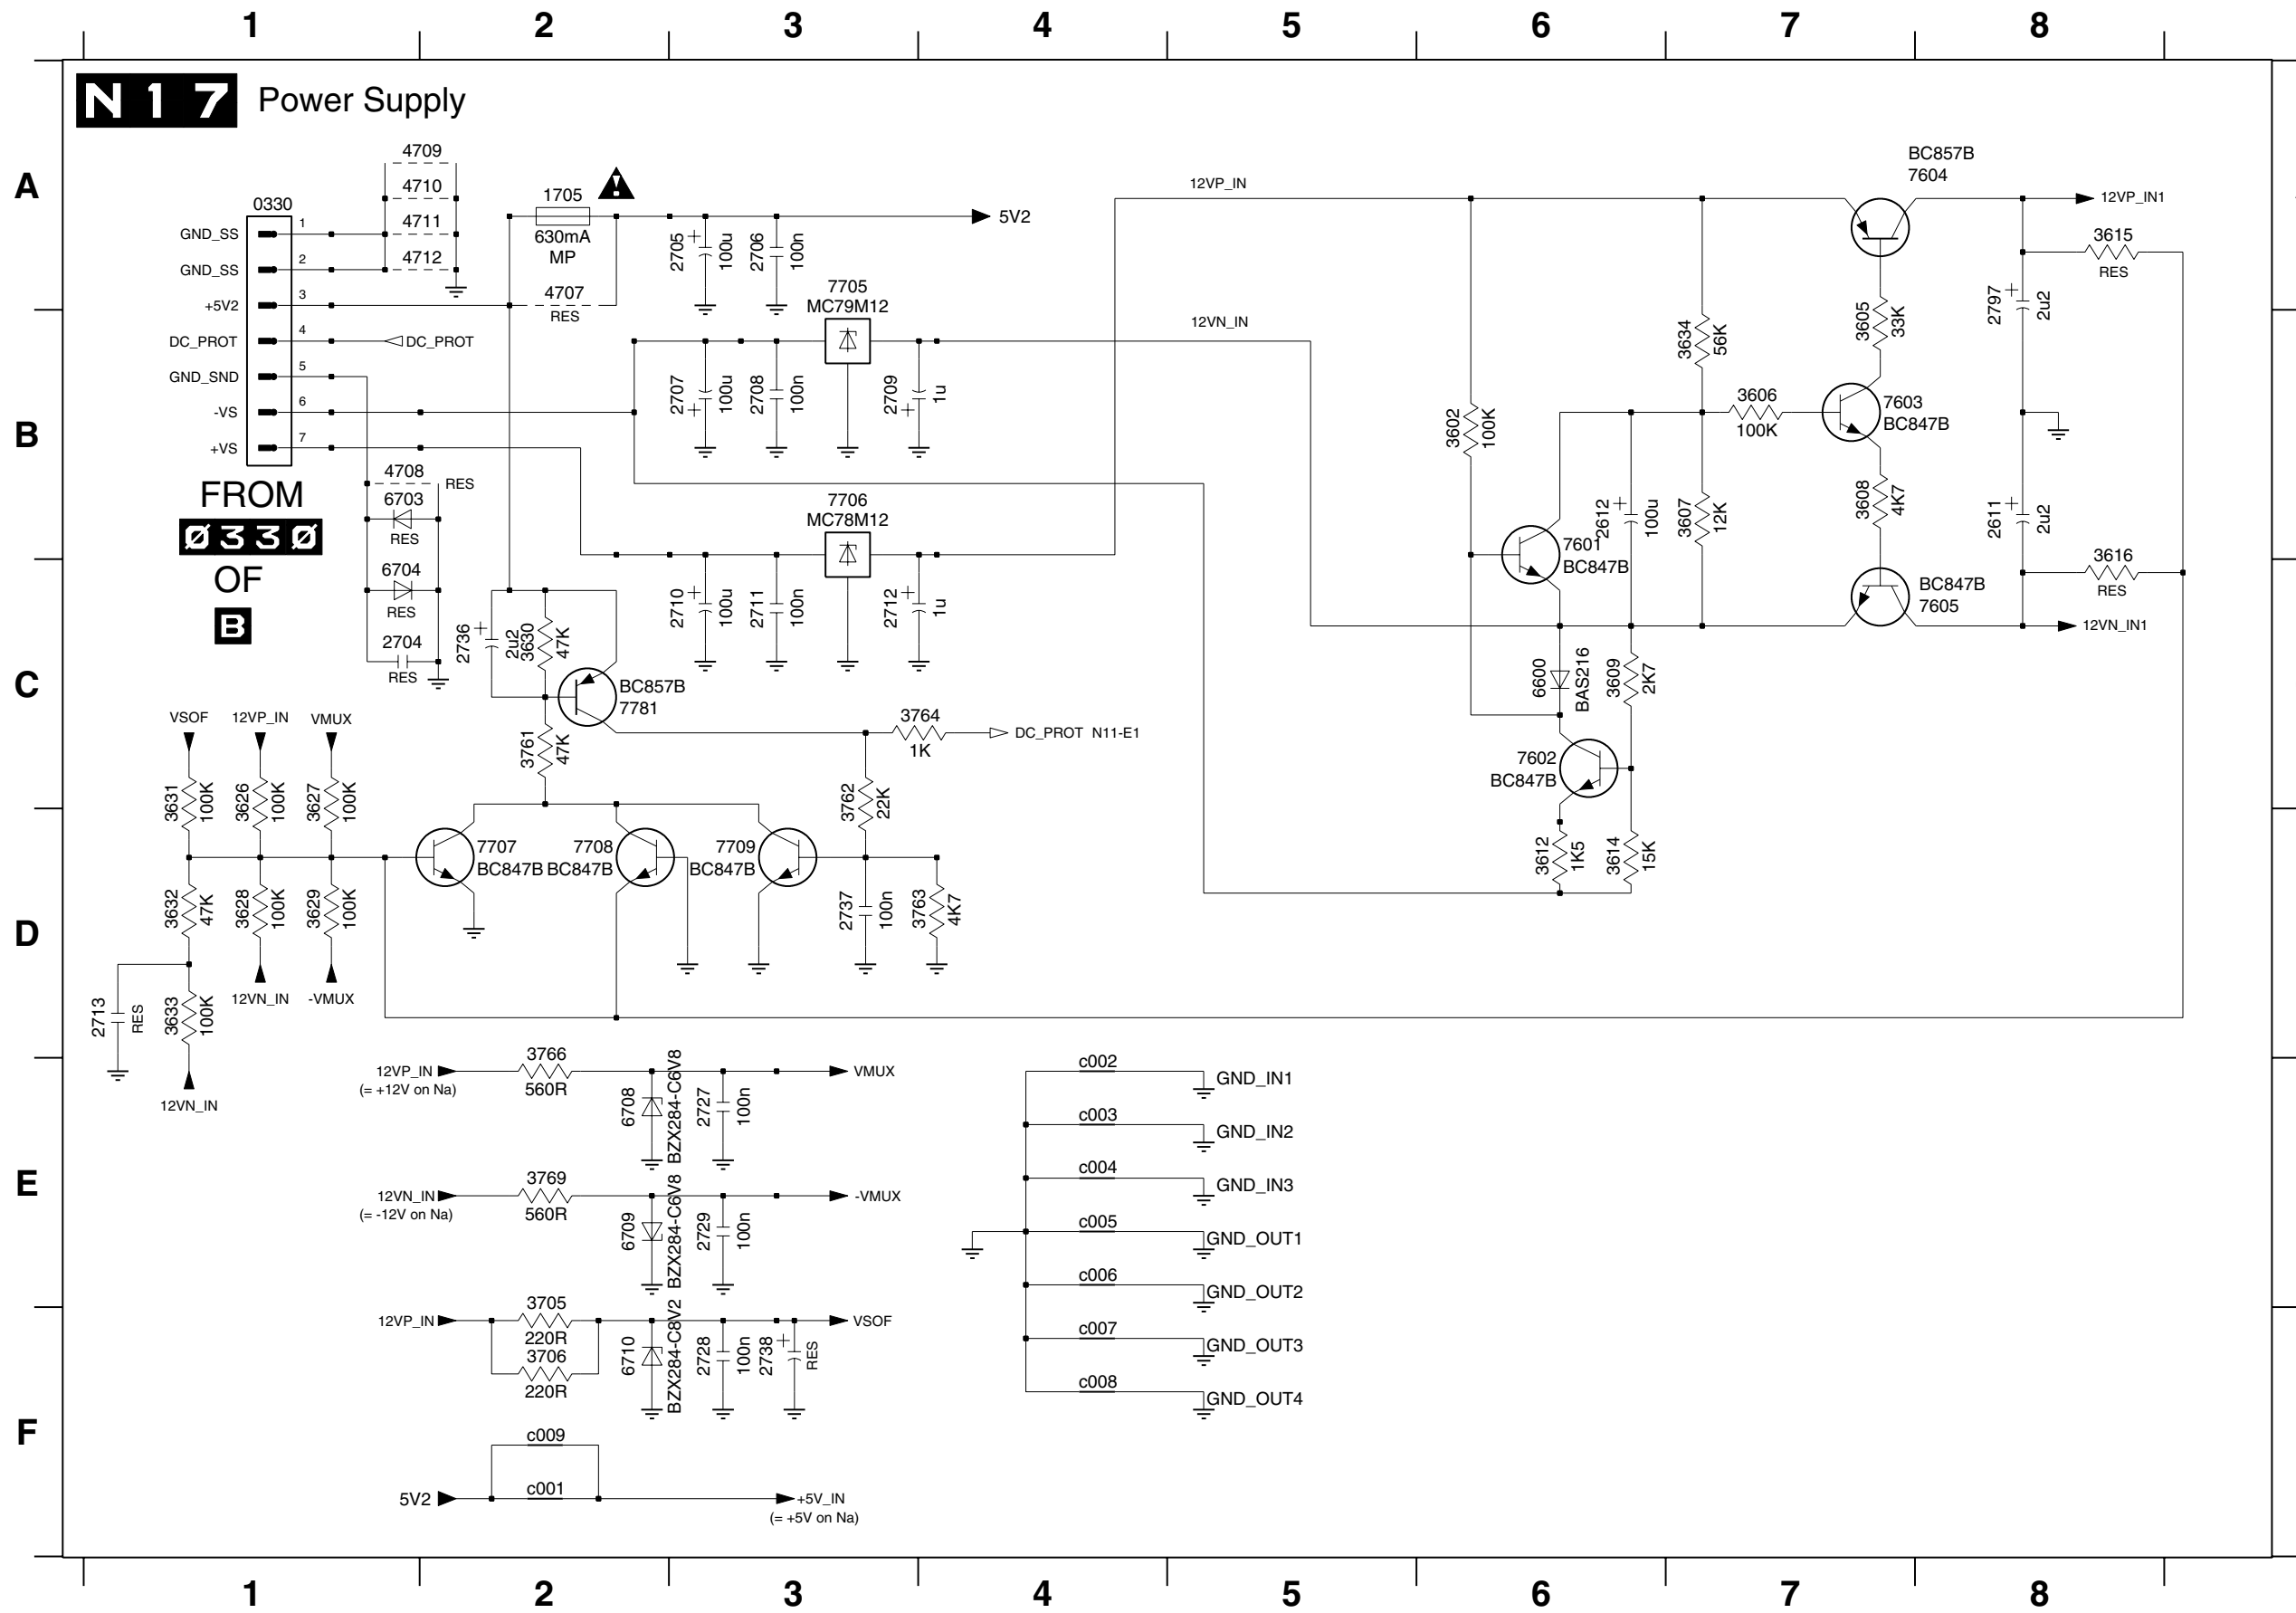 1 2 3 4 5 6 7 8
N 1 7 Power Supply
A
B
C
D
E
F
4709
4710
4711
4712
0330
GND_SS 1
GND_SS 2
+5V2 3
DC_PROT 4
GND_SND 5
-VS 6
+VS 7
DC_PROT
FROM
Ø33Ø
OF
B
1705
630mA
MP
4707
RES
2705 100u
2706 100n
5V2
7705
MC79M12
2707 100u
2708 100n
2709 1u
4708 RES
6703
RES
6704
RES
2704
RES
7706
MC78M12
2710 100u
2711 100n
2712 1u
2736 2u2
3630 47K
BC857B
7781
3761 47K
3764
1K
DC_PROT N11-E1
3762 22K
12VP_IN
12VN_IN
BC857B
7604
12VP_IN1
3615
RES
2797 2u2
3605 33K
3634 56K
3606
100K
7603
BC847B
3602 100K
2612 100u
3607 12K
3608 4K7
2611 2u2
7601
BC847B
3616
RES
BC847B
7605
12VN_IN1
6600 BAS216
3609 2K7
7602
BC847B
3612 1K5
3614 15K
VSOF 12VP_IN VMUX
3631 100K
3626 100K
3627 100K
7707
BC847B
7708
BC847B
7709
BC847B
3632 47K
3628 100K
3629 100K
2737 100n
3763 4K7
12VN_IN -VMUX
2713 RES
3633 100K
12VN_IN
12VP_IN
(= +12V on Na)
3766
560R
6708 BZX284-C6V8
2727 100n
VMUX
12VN_IN
(= -12V on Na)
3769
560R
6709 BZX284-C6V8
2729 100n
-VMUX
12VP_IN
3705
220R
3706
220R
6710 BZX284-C8V2
2728 100n
2738 RES
VSOF
c009
5V2
c001
+5V_IN
(= +5V on Na)
c002 GND_IN1
c003 GND_IN2
c004 GND_IN3
c005 GND_OUT1
c006 GND_OUT2
c007 GND_OUT3
c008 GND_OUT4
1 2 3 4 5 6 7 8